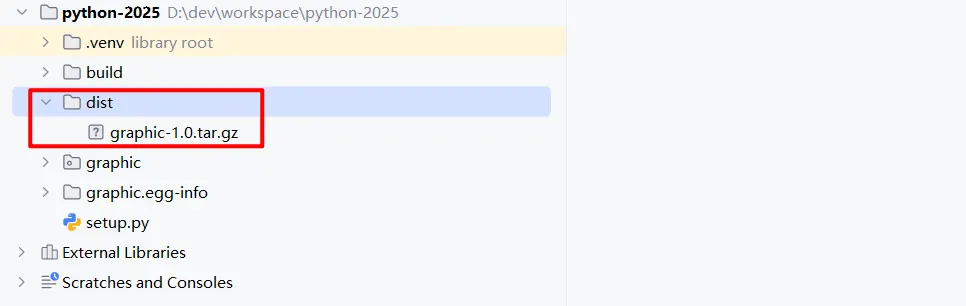 python-2025 D:\dev\workspace\python-2025
.venv library root
build
dist
graphic-1.0.tar.gz
graphic
graphic.egg-info
setup.py
External Libraries
Scratches and Consoles